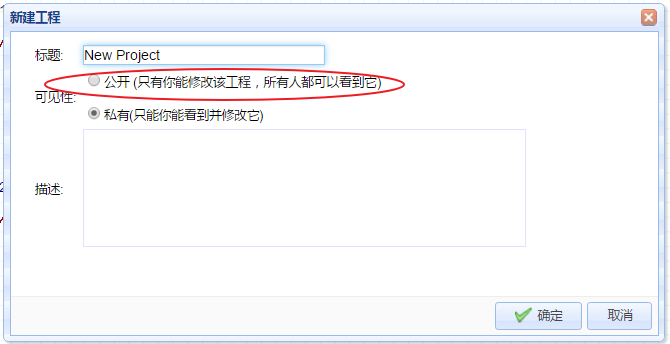 新建工程
标题: New Project
公开 (只有你能修改该工程，所有人都可以看到它)
可见性:
私有(只能你能看到并修改它)
描述:
确定 取消